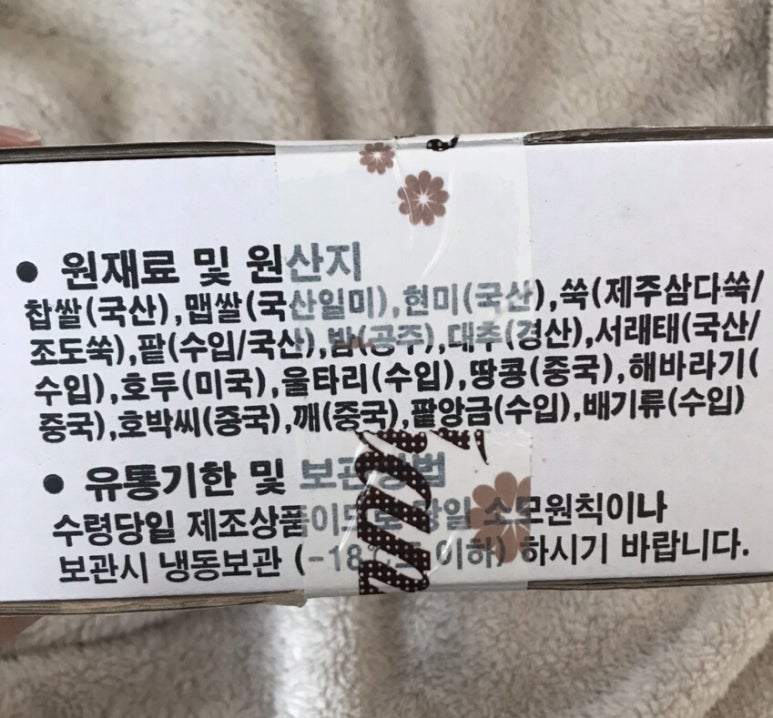 ● 원재료 및 원산지
찹쌀(국산),맵쌀(국산일미),현미(국산),쑥(제주삼다쑥/
조도쑥),팥(수입/국산),밤(공주),대추(경산),서래태(국산/
수입),호두(미국),울타리(수입),땅콩(중국),해바라기(
중국),호박씨(중국),깨(중국),팥앙금(수입),배기류(수입)
● 유통기한 및 보관방법
수령당일 제조상품이므로 당일 소모원칙이나
보관시 냉동보관 (-18℃도 이하) 하시기 바랍니다.